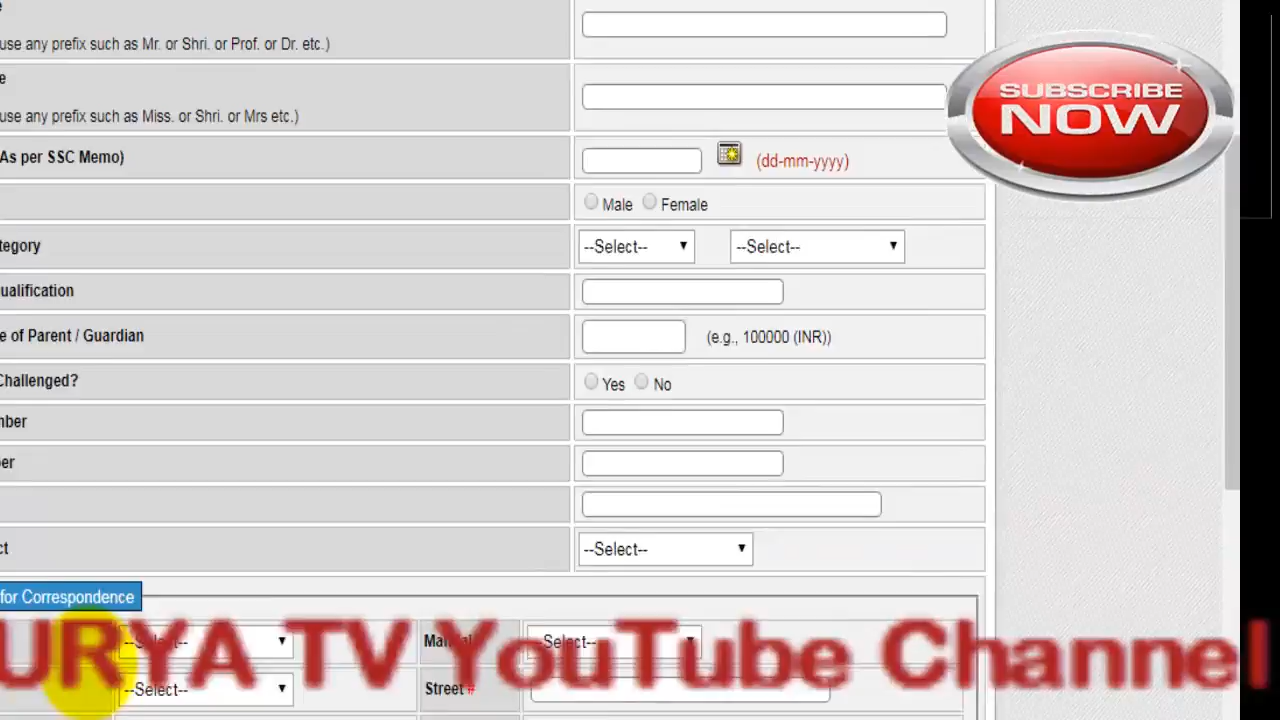 use any prefix such as Mr. or Shri. or Prof. or Dr. etc.)
use any prefix such as Miss. or Shri. or Mrs etc.)
SUBSCRIBE
NOW
As per SSC Memo)
(dd-mm-yyyy)
Male Female
tegory
--Select-- --Select--
ualification
e of Parent / Guardian
(e.g., 100000 (INR))
Challenged?
Yes No
nber
er
ct
--Select--
for Correspondence
--Select-- --Select--
URYA TV YouTube Channel
--Select-- Street #